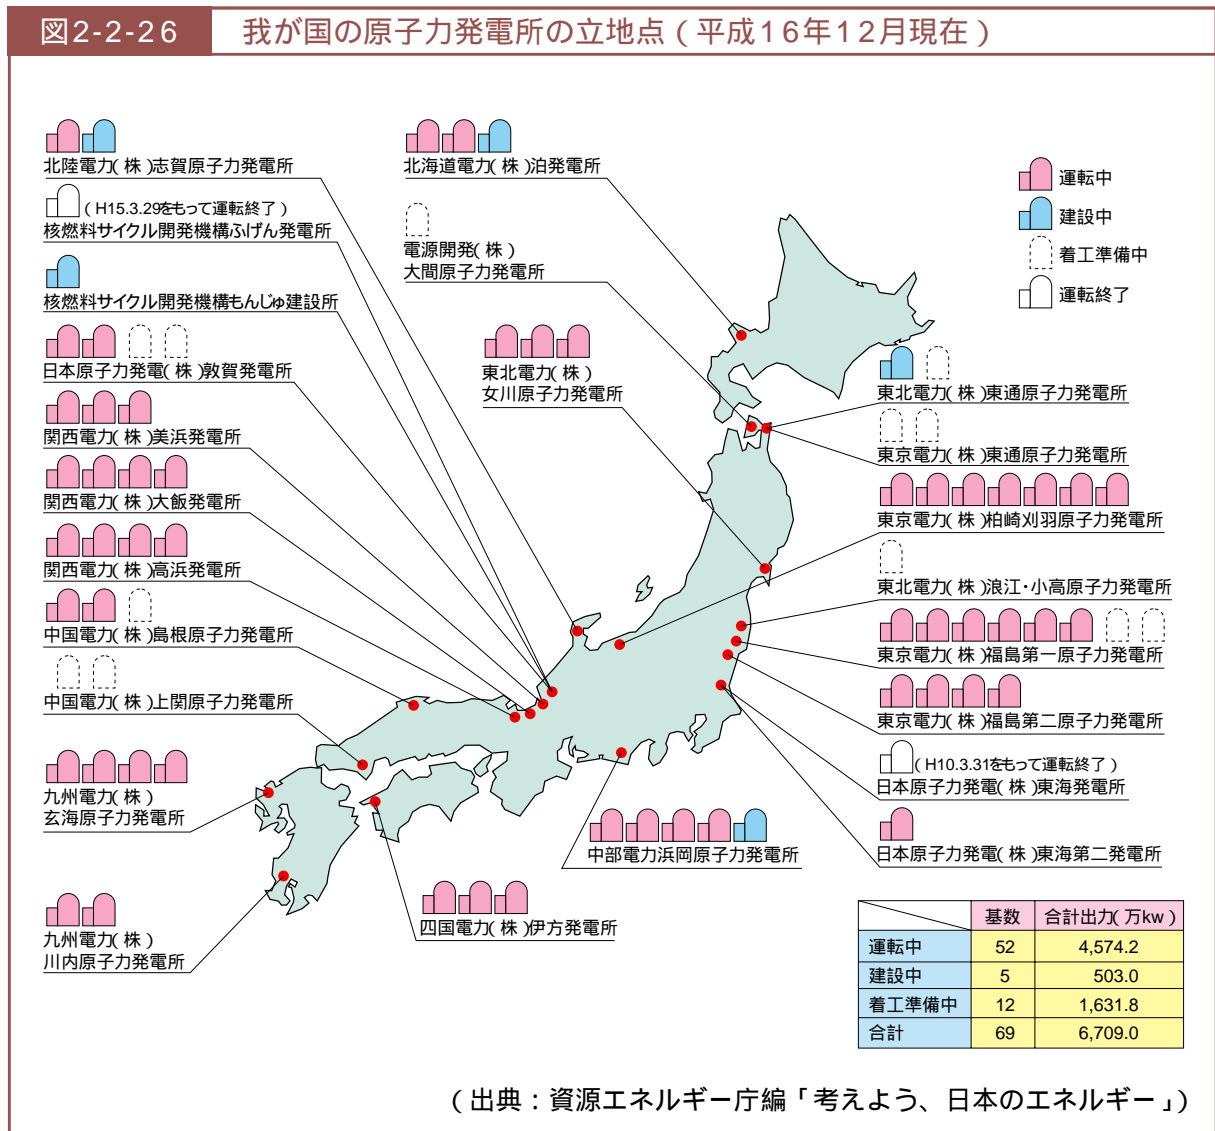 図2-2-26 我が国の原子力発電所の立地点（平成16年12月現在）
北陸電力(株)志賀原子力発電所
（H15.3.29をもって運転終了）
核燃料サイクル開発機構ふげん発電所
核燃料サイクル開発機構もんじゅ建設所
日本原子力発電(株)敦賀発電所
関西電力(株)美浜発電所
関西電力(株)大飯発電所
関西電力(株)高浜発電所
中国電力(株)島根原子力発電所
中国電力(株)上関原子力発電所
九州電力(株)
玄海原子力発電所
九州電力(株)
川内原子力発電所
北海道電力(株)泊発電所
電源開発(株)
大間原子力発電所
東北電力(株)
女川原子力発電所
中部電力浜岡原子力発電所
四国電力(株)伊方発電所
運転中
建設中
着工準備中
運転終了
東北電力(株)東通原子力発電所
東京電力(株)東通原子力発電所
東京電力(株)柏崎刈羽原子力発電所
東北電力(株)浪江・小高原子力発電所
東京電力(株)福島第一原子力発電所
東京電力(株)福島第二原子力発電所
（H10.3.31をもって運転終了）
日本原子力発電(株)東海発電所
日本原子力発電(株)東海第二発電所
基数 合計出力(万kw)
運転中 52 4,574.2
建設中 5 503.0
着工準備中 12 1,631.8
合計 69 6,709.0
（出典：資源エネルギー庁編「考えよう、日本のエネルギー」）